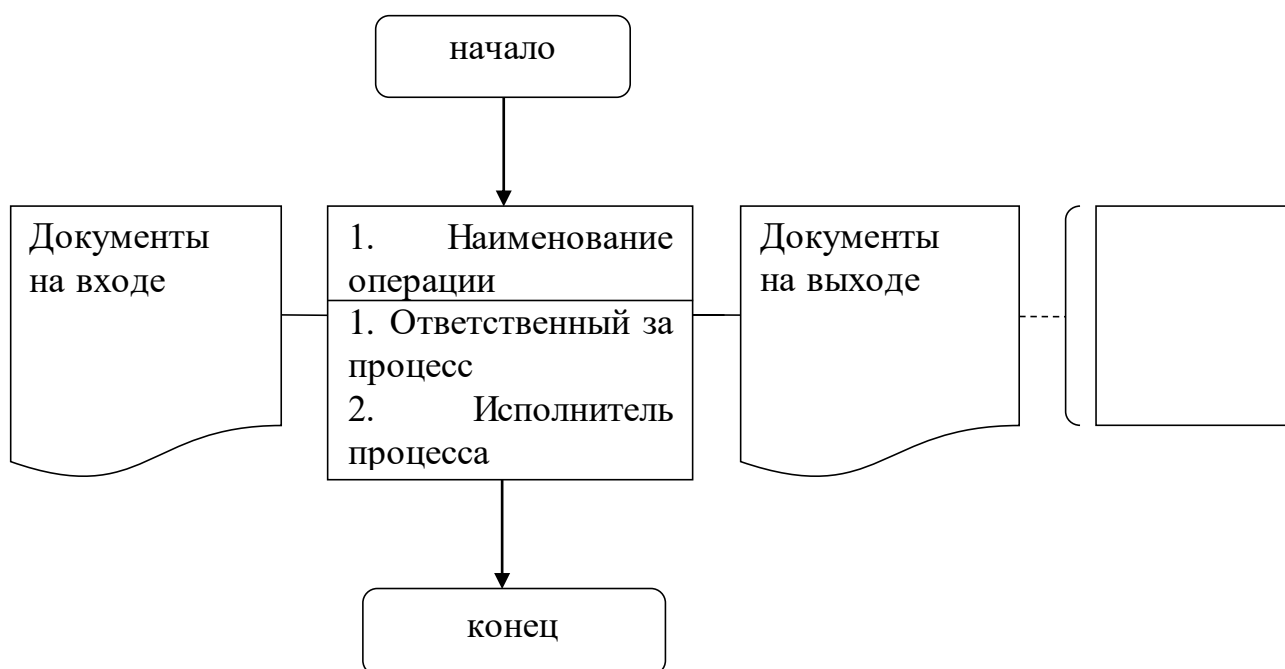 начало
Документы
на входе
1. Наименование
операции
1. Ответственный за
процесс
2. Исполнитель
процесса
Документы
на выходе
конец